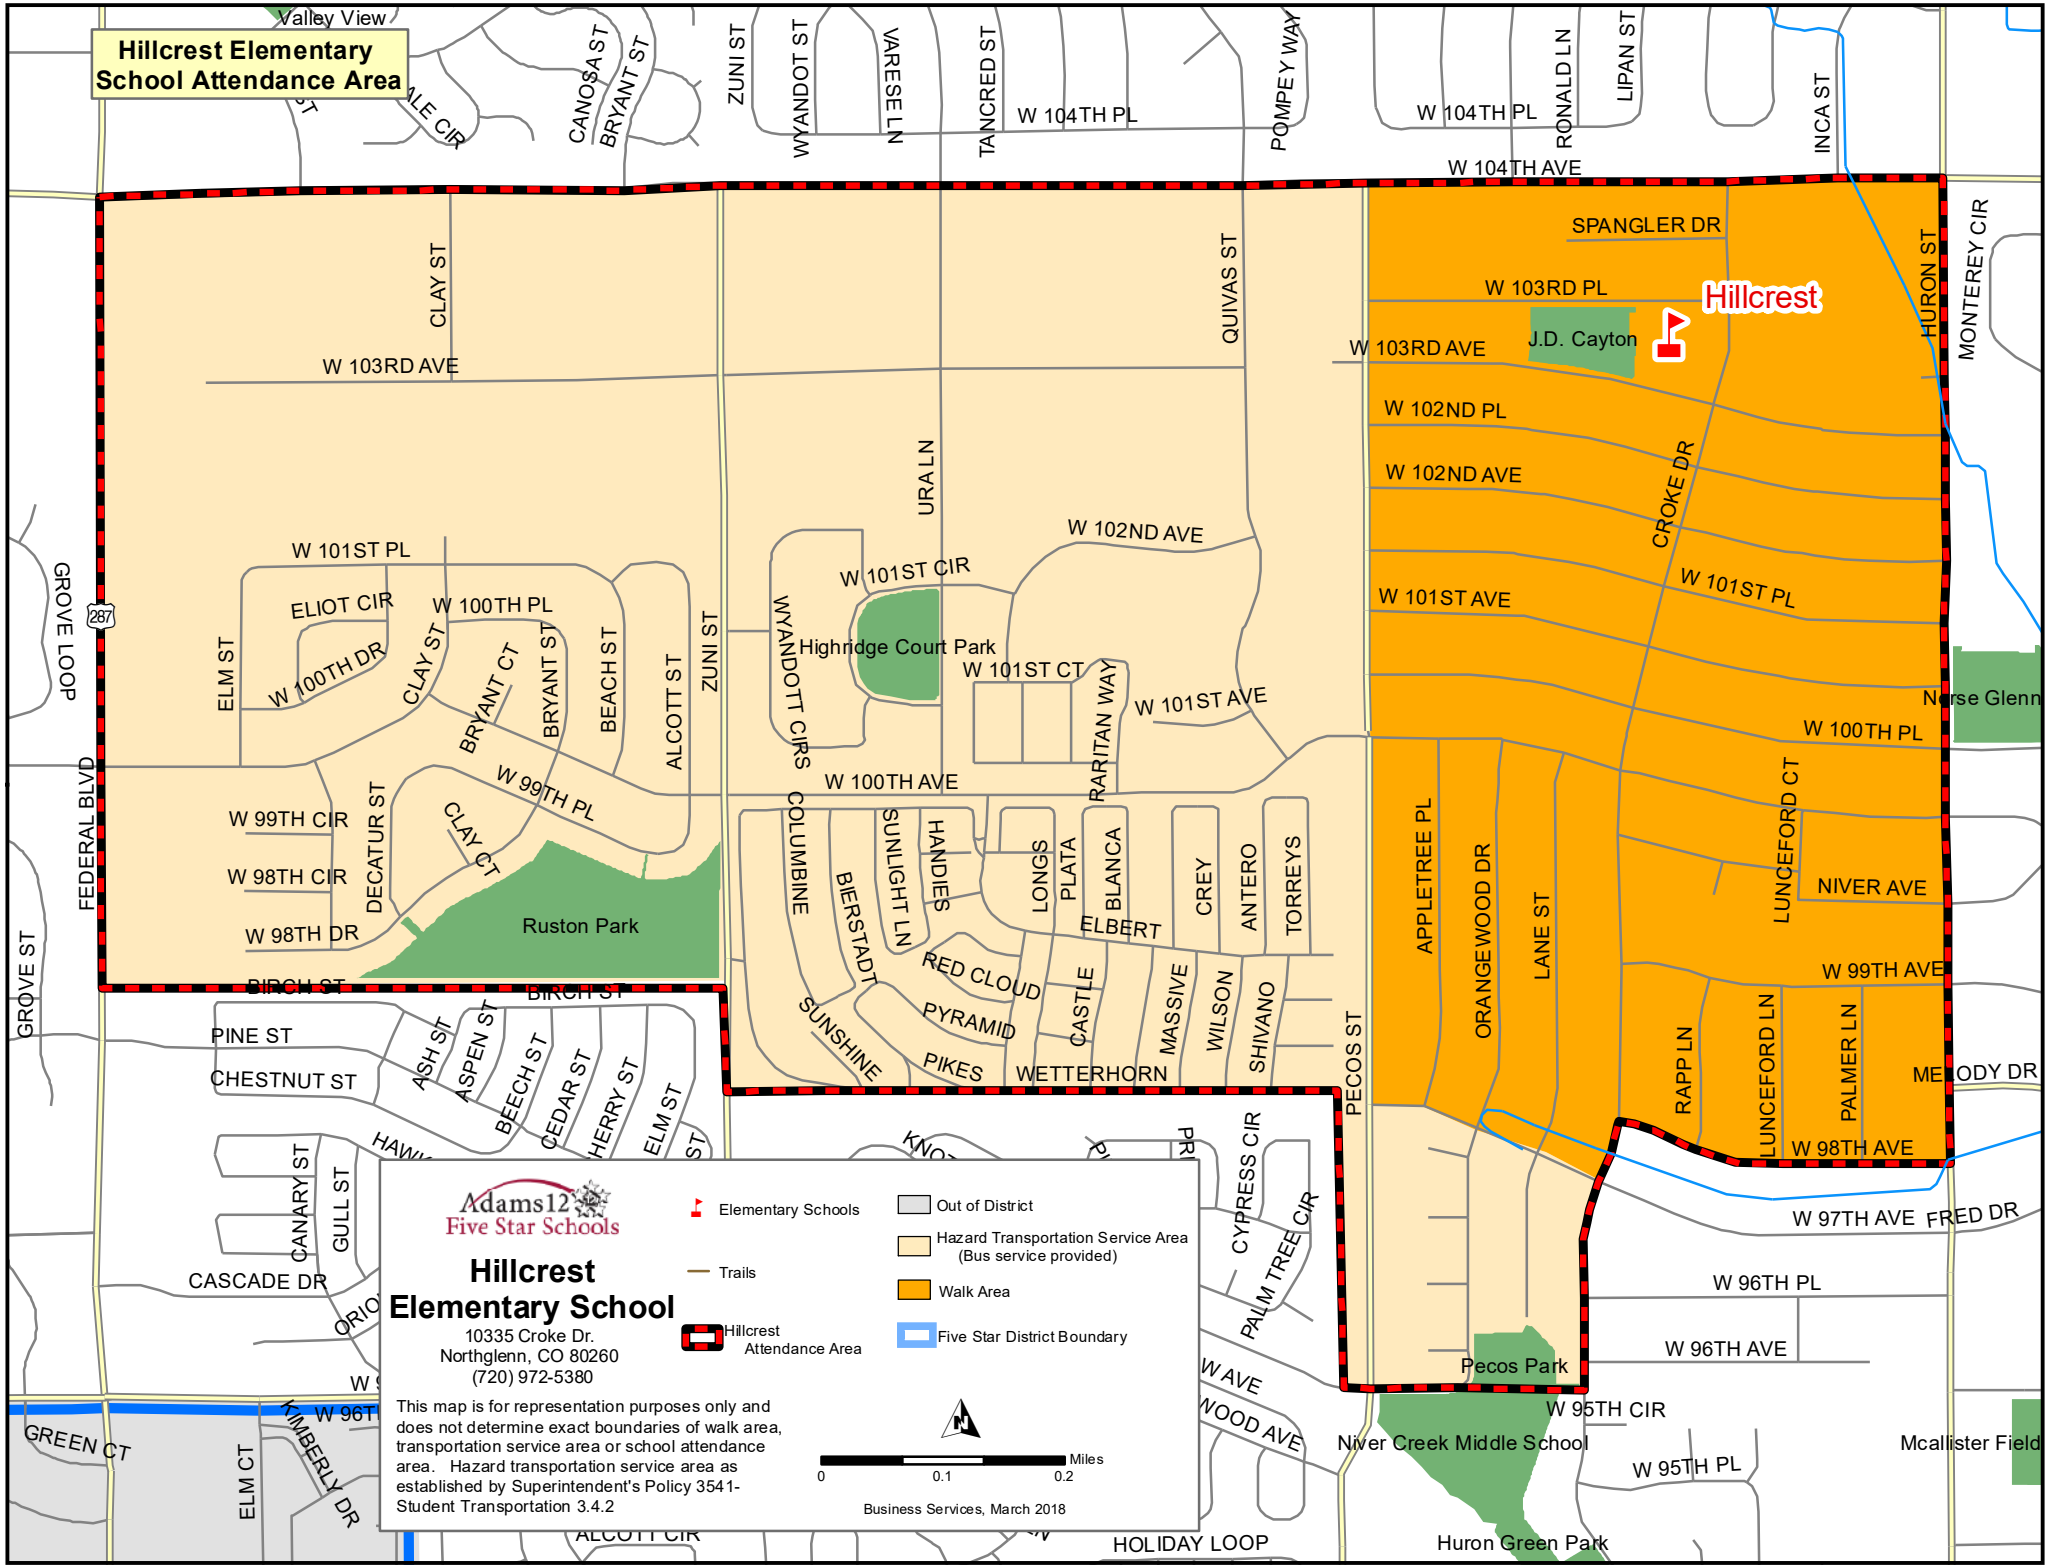 Valley View
Hillcrest Elementary
School Attendance Area
ST
ALE CIR
CANOSA ST
BRYANT ST
ZUNI ST
WYANDOT ST
VARESE LN
TANCRED ST
W 104TH PL
POMPEY WAY
W 104TH PL
RONALD LN
LIPAN ST
INCA ST
W 104TH AVE
MONTEREY CIR
HURON ST
SPANGLER DR
CLAY ST
QUIVAS ST
W 103RD PL
Hillcrest
J.D. Cayton
W 103RD AVE
W 103RD AVE
W 102ND PL
W 102ND AVE
CROKE DR
URA LN
W 102ND AVE
W 101ST PL
W 101ST CIR
W 101ST PL
W 101ST AVE
GROVE LOOP
287
ELIOT CIR
W 100TH PL
ELM ST
W 100TH DR
CLAY ST
BRYANT CT
BRYANT ST
BEACH ST
ALCOTT ST
ZUNI ST
WYANDOTT CIRS
Highridge Court Park
W 101ST CT
RARITAN WAY
W 101ST AVE
Norse Glenn
W 100TH PL
FEDERAL BLVD
W 99TH PL
W 100TH AVE
W 99TH CIR
DECATUR ST
CLAY CT
W 98TH CIR
W 98TH DR
Ruston Park
COLUMBINE
BIERSTADT
SUNLIGHT LN
HANDIES
LONGS
PLATA
BLANCA
CREY
ANTERO
TORREYS
ELBERT
APPLETREE PL
ORANGEWOOD DR
LANE ST
LUNCEFORD CT
NIVER AVE
W 99TH AVE
GROVE ST
BIRCH ST
BIRCH ST
RED CLOUD
PYRAMID
PIKES
SUNSHINE
CASTLE
MASSIVE
WILSON
SHIVANO
WETTERHORN
PECOS ST
RAPP LN
LUNCEFORD LN
PALMER LN
MELODY DR
W 98TH AVE
PINE ST
CHESTNUT ST
ASH ST
ASPEN ST
BEECH ST
CEDAR ST
HERRY ST
ELM ST
ST
CANARY ST
GULL ST
CASCADE DR
CYPRESS CIR
PALM TREE CIR
W 97TH AVE
FRED DR
W 96TH PL
W 96TH AVE
Pecos Park
W AVE
WOOD AVE
W 95TH CIR
Niver Creek Middle School
Mcallister Field
W 95TH PL
Huron Green Park
HOLIDAY LOOP
ALCOTT CIR
GREEN CT
ELM CT
KIMBERLY DR
Adams12
Five Star Schools
Hillcrest
Elementary School
10335 Croke Dr.
Northglenn, CO 80260
(720) 972-5380
This map is for representation purposes only and
does not determine exact boundaries of walk area,
transportation service area or school attendance
area. Hazard transportation service area as
established by Superintendent's Policy 3541-
Student Transportation 3.4.2
Elementary Schools
Trails
Hillcrest
Attendance Area
Out of District
Hazard Transportation Service Area
(Bus service provided)
Walk Area
Five Star District Boundary
N
Miles
0
0.1
0.2
Business Services, March 2018